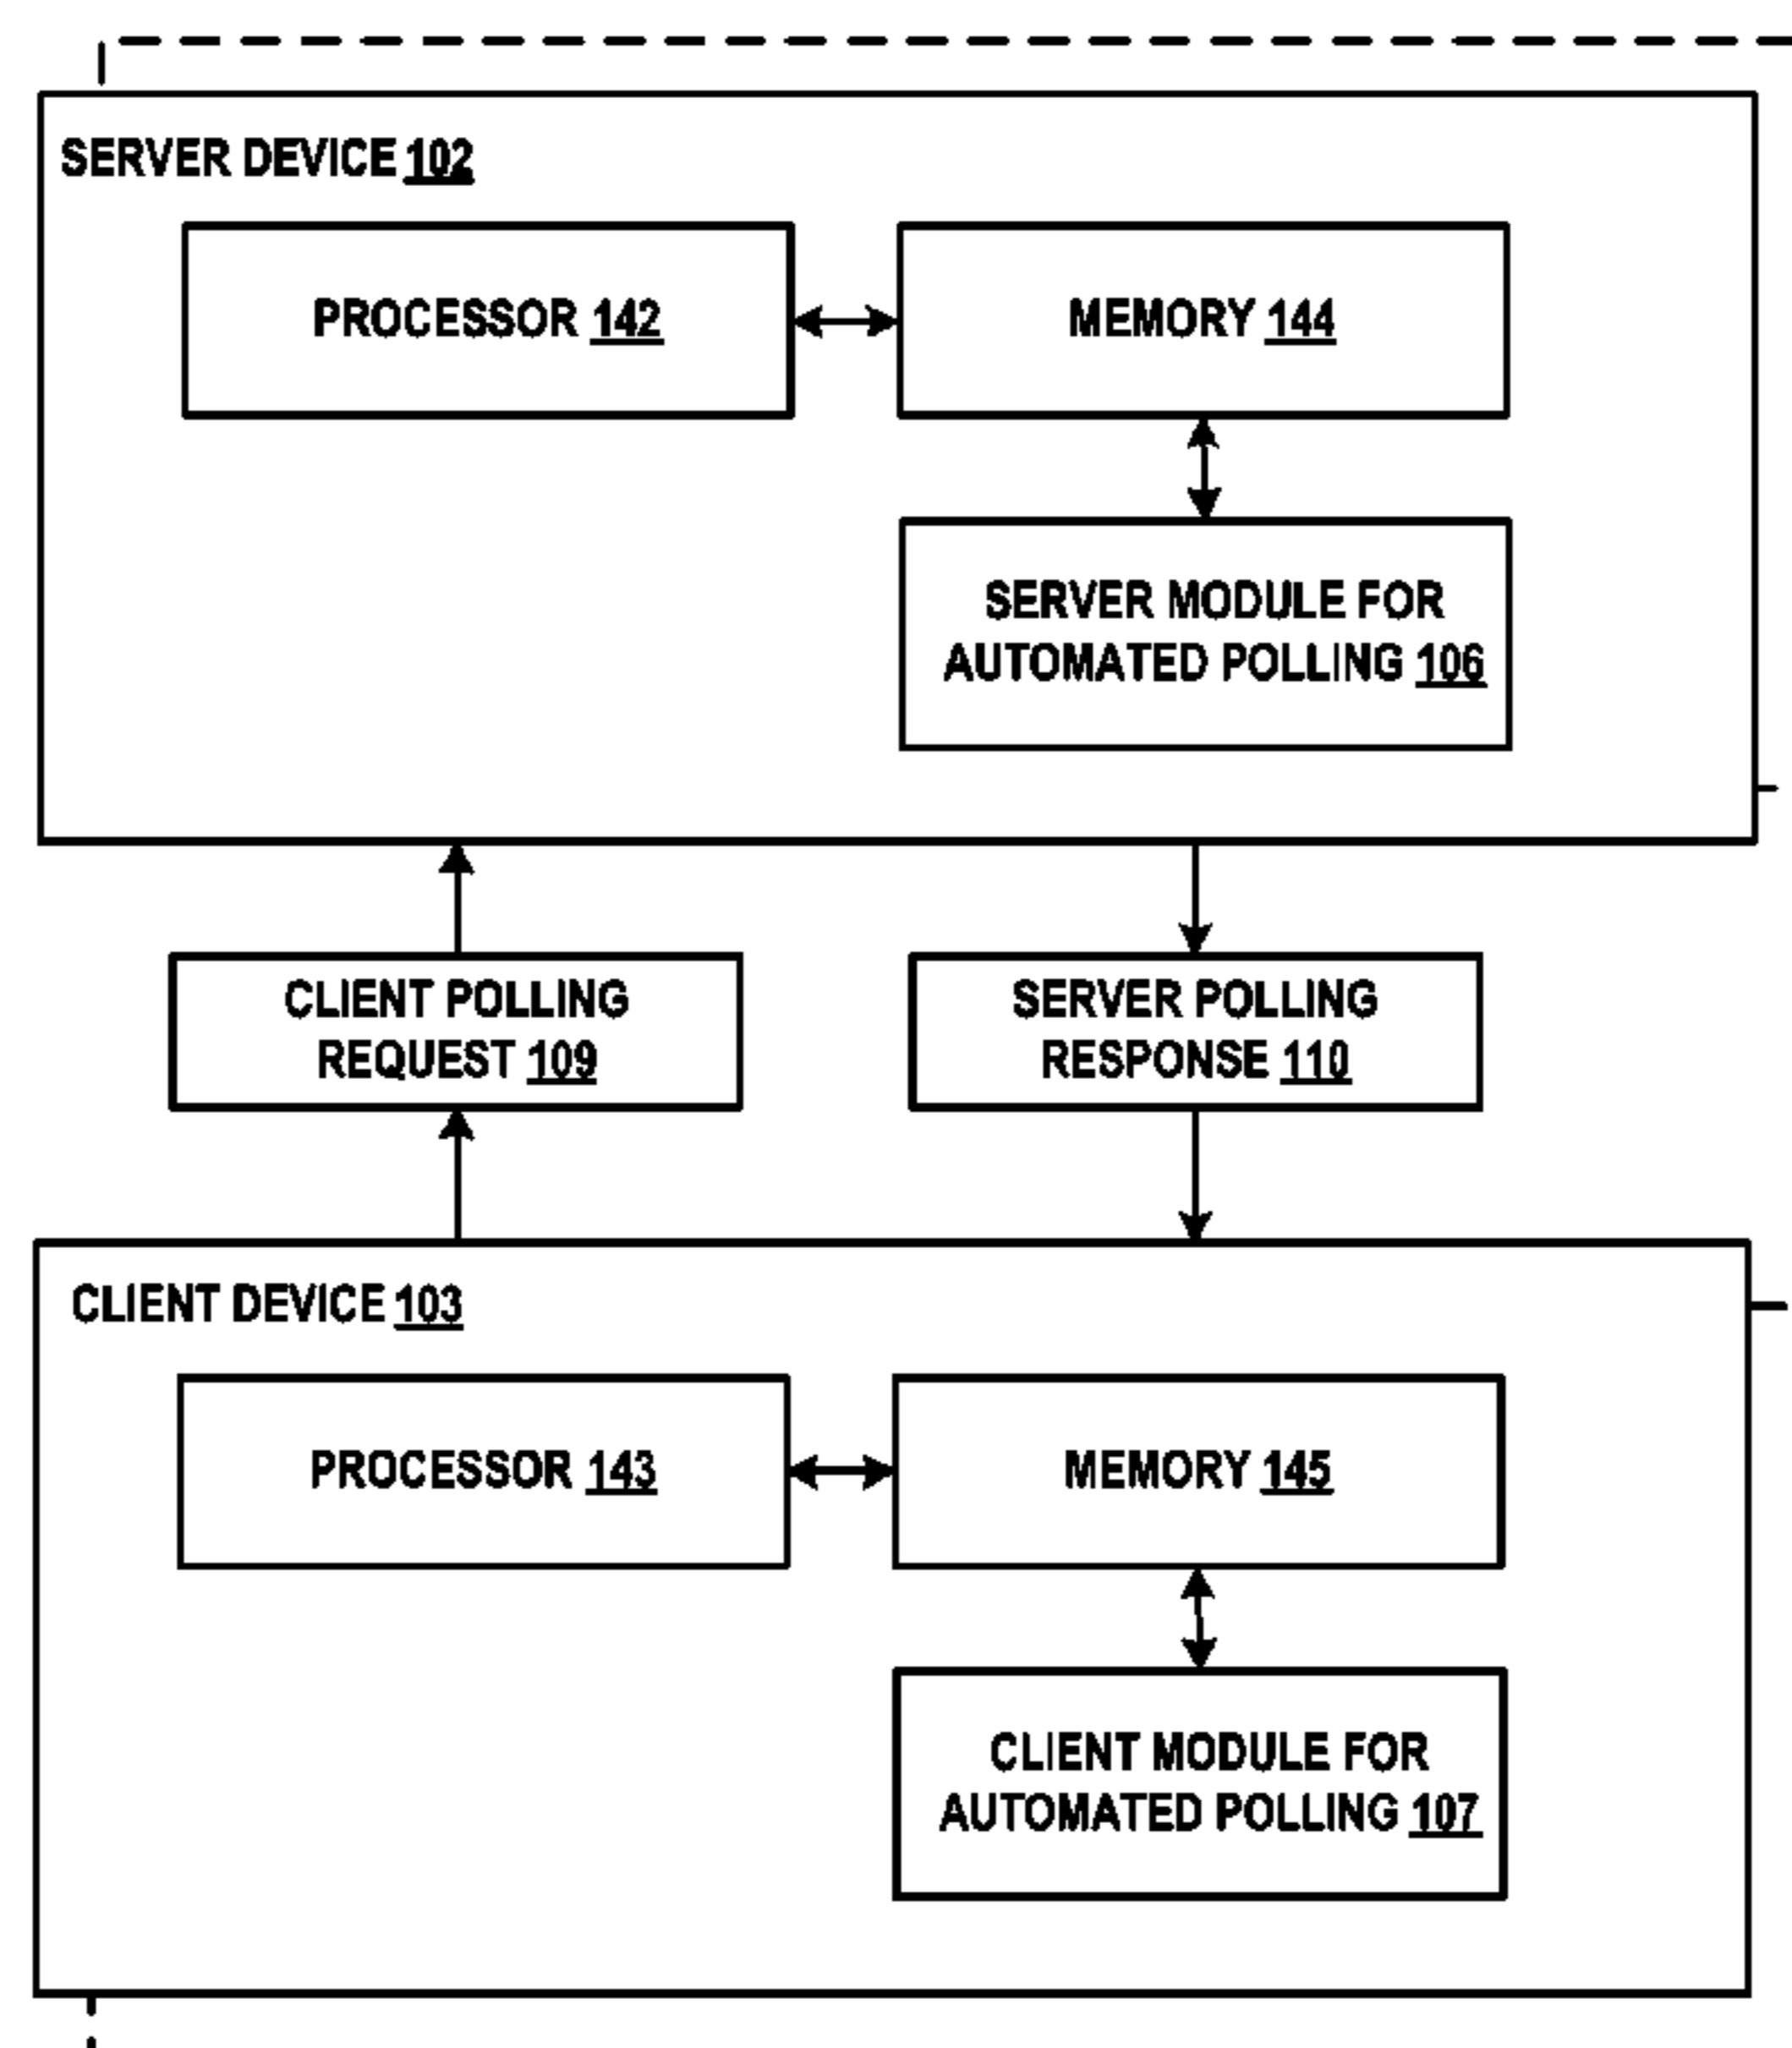 SERVER DEVICE 102
PROCESSOR 142
MEMORY 144
SERVER MODULE FOR
AUTOMATED POLLING 106
CLIENT POLLING
REQUEST 109
SERVER POLLING
RESPONSE 110
CLIENT DEVICE 103
PROCESSOR 143
MEMORY 145
CLIENT MODULE FOR
AUTOMATED POLLING 107